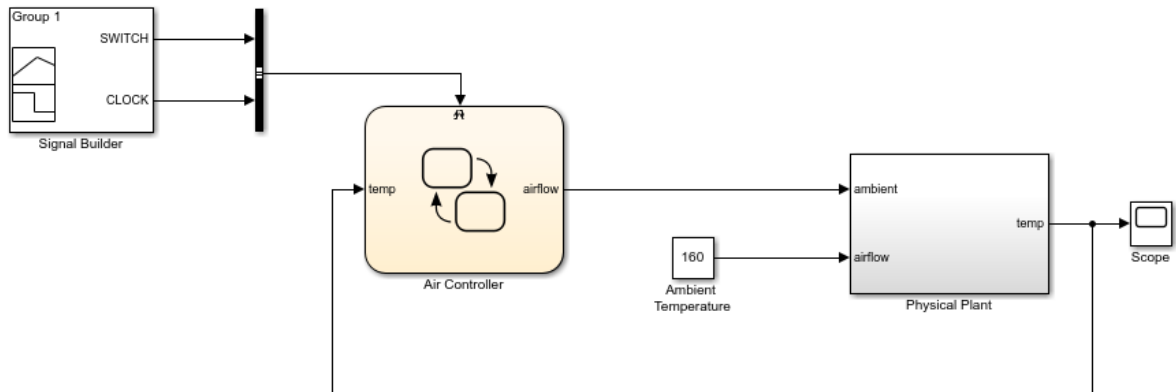 Group 1
SWITCH
CLOCK
Signal Builder
temp
airflow
Air Controller
160
Ambient
Temperature
ambient
airflow
temp
Physical Plant
Scope